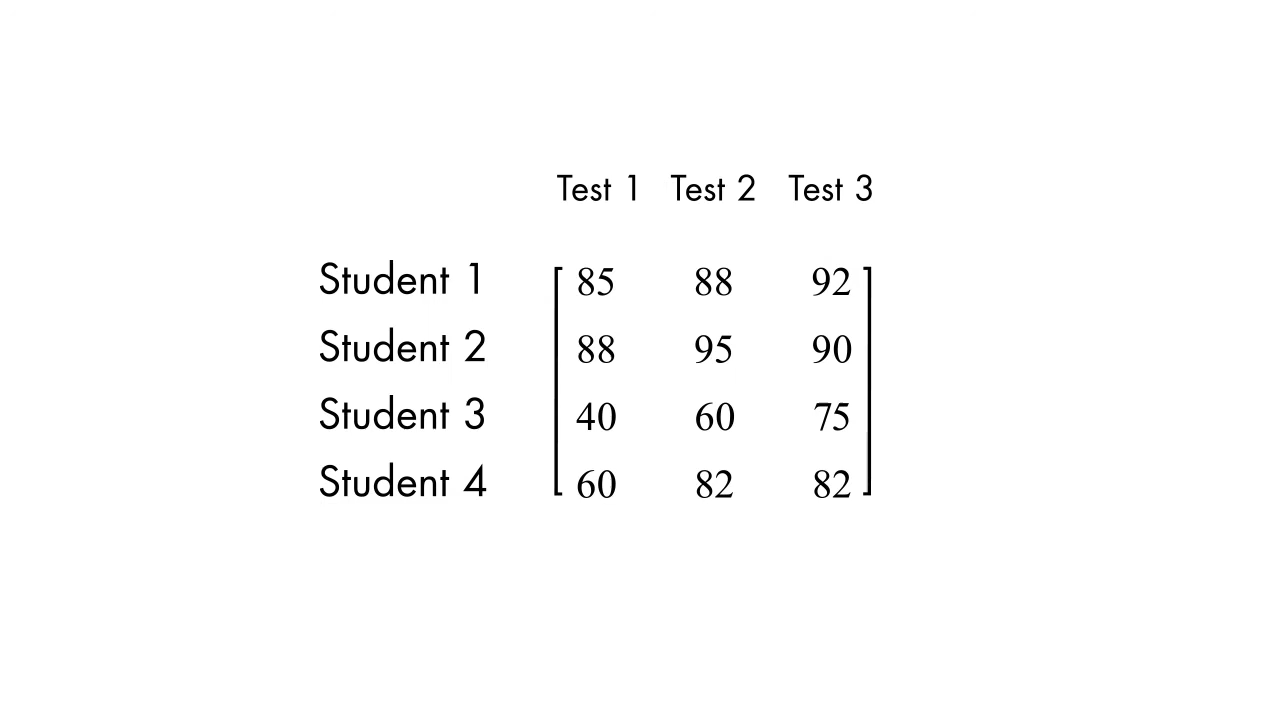 Test 1 Test 2 Test 3
Student 1 85 88 92
Student 2 88 95 90
Student 3 40 60 75
Student 4 60 82 82